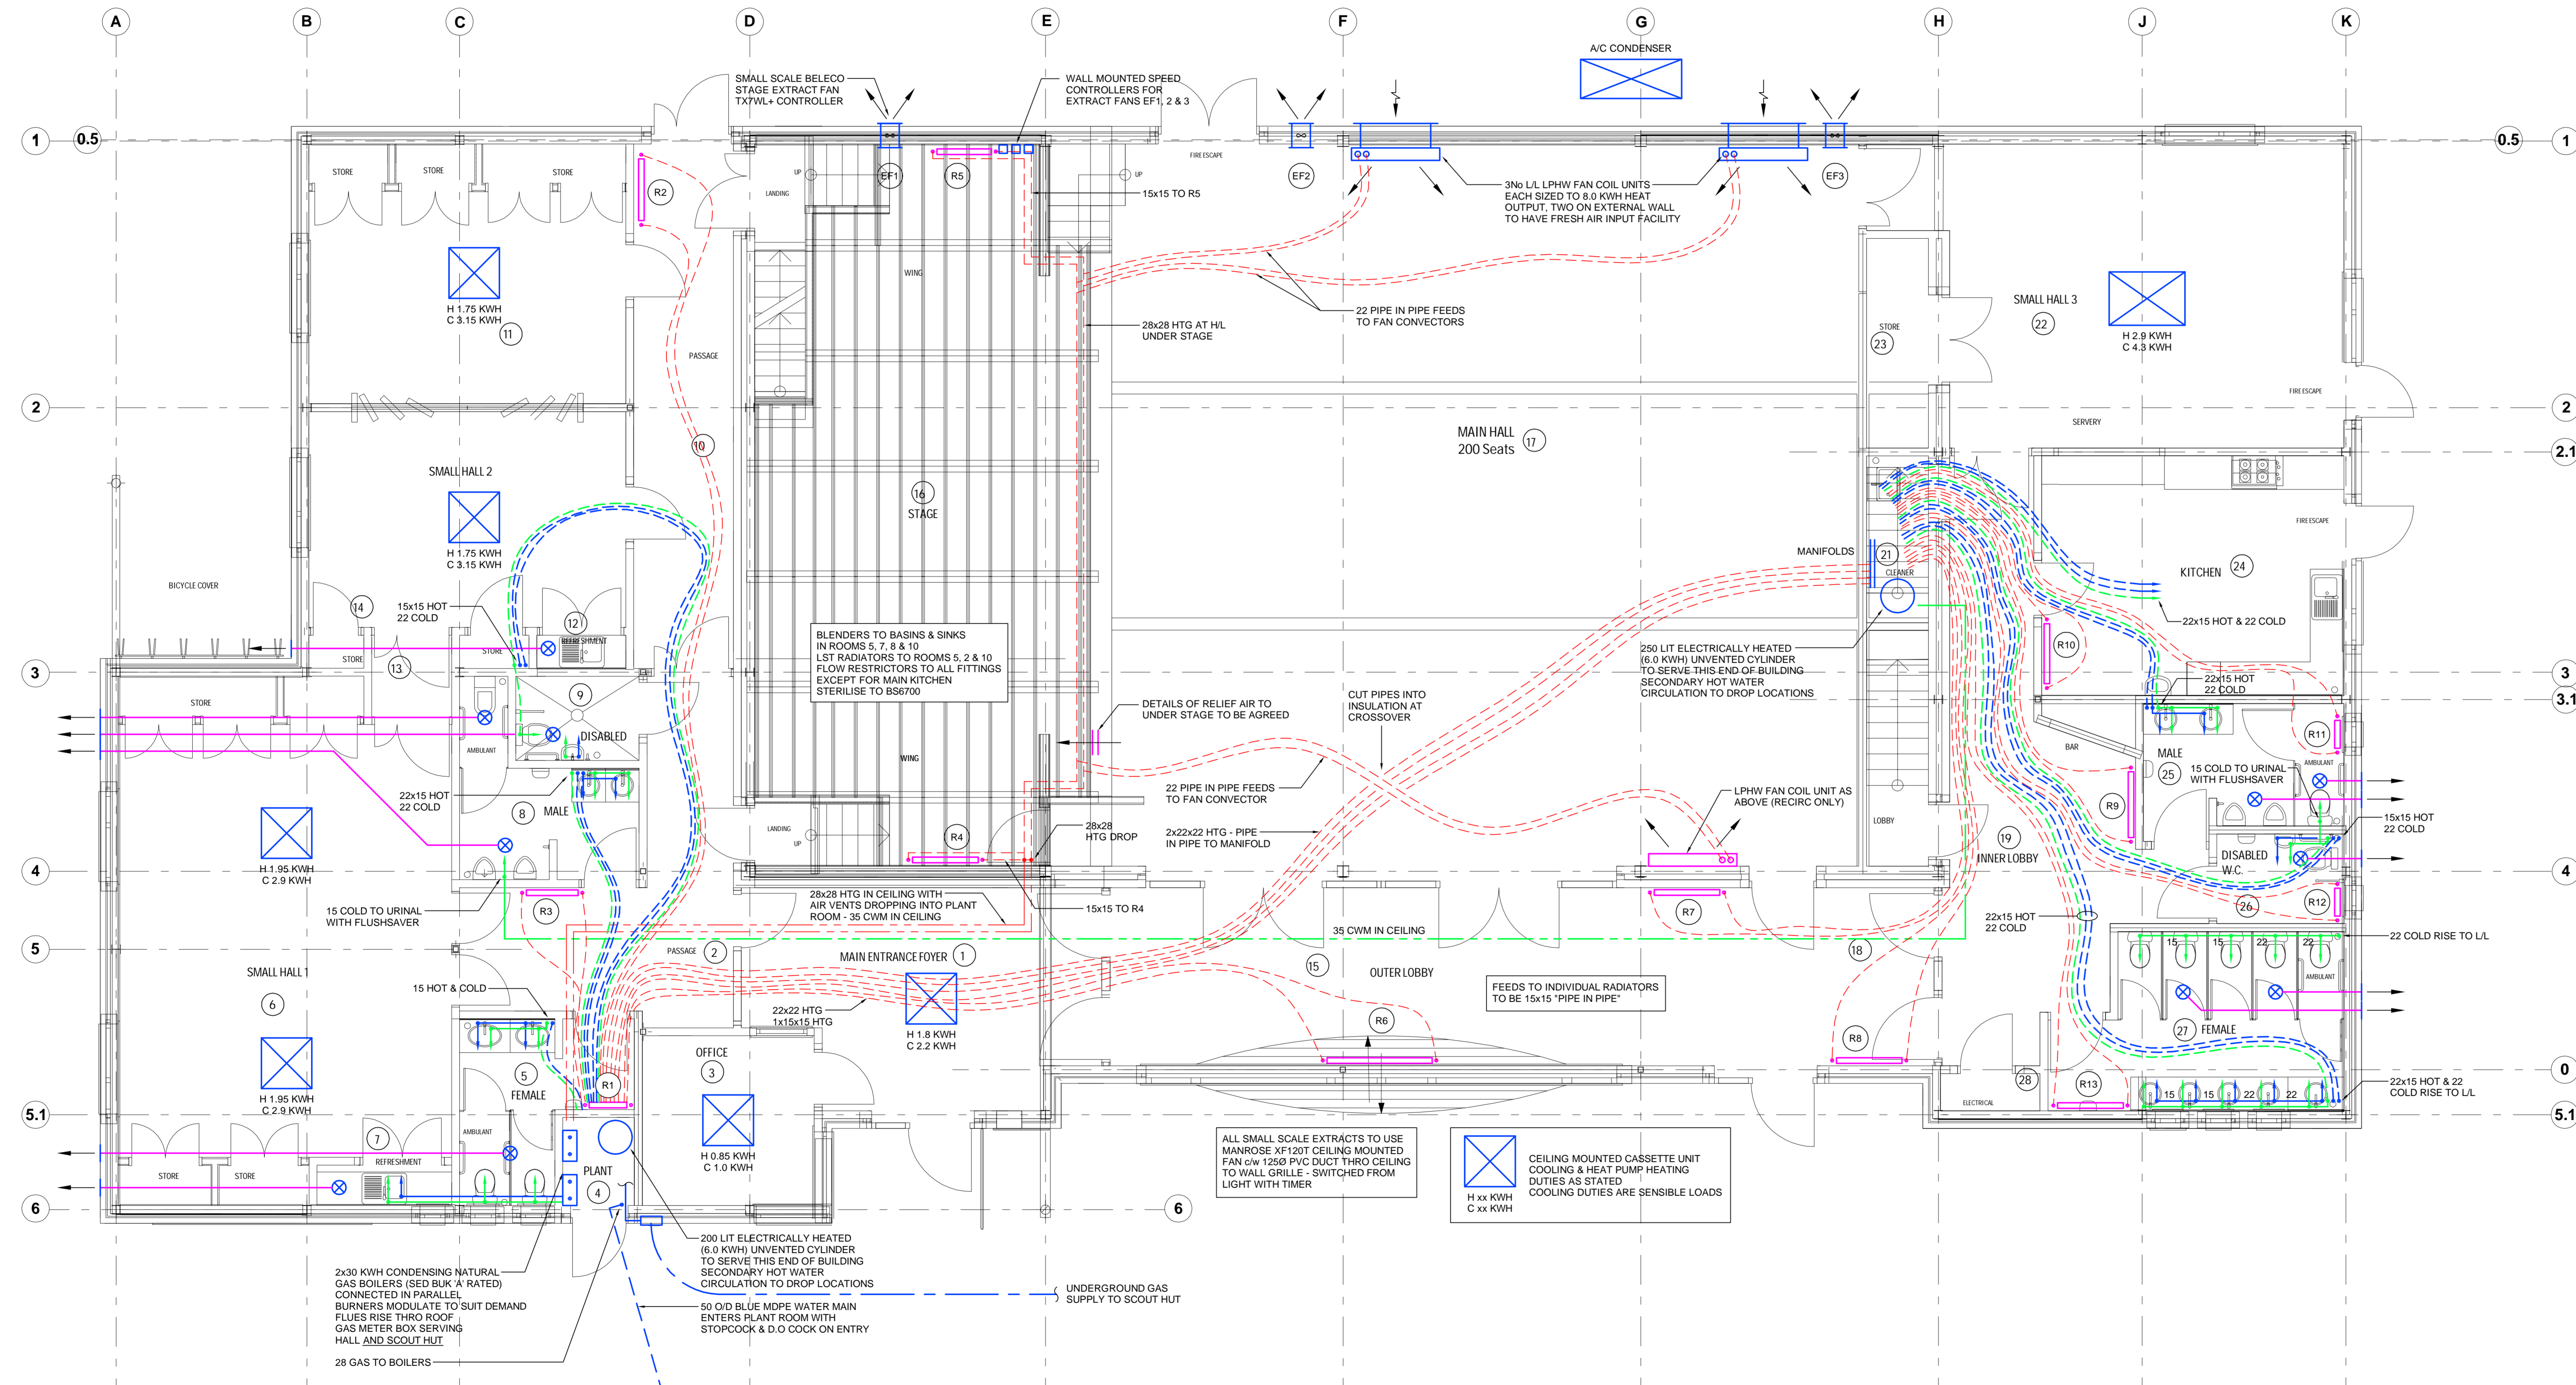 A B C D E F G H J K
A/C CONDENSER
SMALL SCALE BELECO
STAGE EXTRACT FAN
TX7WL+ CONTROLLER
WALL MOUNTED SPEED
CONTROLLERS FOR
EXTRACT FANS EF1, 2 & 3
1 0.5
0.5 1
FIRE ESCAPE
STORE
STORE
STORE
R2
UP
LANDING
EF1
R5
UP
15x15 TO R5
EF2
3No L/L LPHW FAN COIL UNITS
EACH SIZED TO 8.0 KWH HEAT
OUTPUT, TWO ON EXTERNAL WALL
TO HAVE FRESH AIR INPUT FACILITY
EF3
H 1.75 KWH
C 3.15 KWH
11
WING
22 PIPE IN PIPE FEEDS
TO FAN CONVECTORS
28x28 HTG AT H/L
UNDER STAGE
PASSAGE
STORE
23
SMALL HALL 3
22
H 2.9 KWH
C 4.3 KWH
FIRE ESCAPE
2
2
SERVERY
10
MAIN HALL
200 Seats
17
2.1
SMALL HALL 2
16
STAGE
FIRE ESCAPE
H 1.75 KWH
C 3.15 KWH
MANIFOLDS
21
CLEANER
KITCHEN
24
BICYCLE COVER
14
15x15 HOT
22 COLD
12
REFRESHMENT
STORE
STORE
13
22x15 HOT & 22 COLD
BLENDERS TO BASINS & SINKS
IN ROOMS 5, 7, 8 & 10
LST RADIATORS TO ROOMS 5, 2 & 10
FLOW RESTRICTORS TO ALL FITTINGS
EXCEPT FOR MAIN KITCHEN
STERILISE TO BS6700
250 LIT ELECTRICALLY HEATED
(6.0 KWH) UNVENTED CYLINDER
TO SERVE THIS END OF BUILDING
SECONDARY HOT WATER
CIRCULATION TO DROP LOCATIONS
R10
3
3
3.1
22x15 HOT
22 COLD
STORE
9
DISABLED
AMBULANT
DETAILS OF RELIEF AIR TO
UNDER STAGE TO BE AGREED
CUT PIPES INTO
INSULATION AT
CROSSOVER
R11
BAR
MALE
25
AMBULANT
15 COLD TO URINAL
WITH FLUSHSAVER
WING
22x15 HOT
22 COLD
8
MALE
22 PIPE IN PIPE FEEDS
TO FAN CONVECTOR
LPHW FAN COIL UNIT AS
ABOVE (RECIRC ONLY)
R9
28x28
HTG DROP
2x22x22 HTG - PIPE
IN PIPE TO MANIFOLD
LOBBY
15x15 HOT
22 COLD
LANDING
UP
R4
19
INNER LOBBY
DISABLED
W.C.
H 1.95 KWH
C 2.9 KWH
4
4
28x28 HTG IN CEILING WITH
AIR VENTS DROPPING INTO PLANT
ROOM - 35 CWM IN CEILING
15x15 TO R4
15 COLD TO URINAL
WITH FLUSHSAVER
R3
R7
R12
26
22x15 HOT
22 COLD
35 CWM IN CEILING
5
5
PASSAGE
2
MAIN ENTRANCE FOYER
1
18
15 15 22 22
22 COLD RISE TO L/L
SMALL HALL 1
6
15
OUTER LOBBY
15 HOT & COLD
FEEDS TO INDIVIDUAL RADIATORS
TO BE 15x15 "PIPE IN PIPE"
AMBULANT
22x22 HTG
1x15x15 HTG
R6
H 1.8 KWH
C 2.2 KWH
R8
27
FEMALE
OFFICE
3
5
FEMALE
R1
0
H 1.95 KWH
C 2.9 KWH
28
R13
15 15 22 22
22x15 HOT & 22
COLD RISE TO L/L
ELECTRICAL
5.1
5.1
AMBULANT
7
REFRESHMENT
STORE
STORE
H 0.85 KWH
C 1.0 KWH
PLANT
4
ALL SMALL SCALE EXTRACTS TO USE
MANROSE XF120T CEILING MOUNTED
FAN c/w 125Ø PVC DUCT THRO CEILING
TO WALL GRILLE - SWITCHED FROM
LIGHT WITH TIMER
CEILING MOUNTED CASSETTE UNIT
COOLING & HEAT PUMP HEATING
DUTIES AS STATED
COOLING DUTIES ARE SENSIBLE LOADS
H xx KWH
C xx KWH
6
6
200 LIT ELECTRICALLY HEATED
(6.0 KWH) UNVENTED CYLINDER
TO SERVE THIS END OF BUILDING
SECONDARY HOT WATER
CIRCULATION TO DROP LOCATIONS
2x30 KWH CONDENSING NATURAL
GAS BOILERS (SED BUK 'A' RATED)
CONNECTED IN PARALLEL
BURNERS MODULATE TO SUIT DEMAND
FLUES RISE THRO ROOF
GAS METER BOX SERVING
HALL AND SCOUT HUT
UNDERGROUND GAS
SUPPLY TO SCOUT HUT
50 O/D BLUE MDPE WATER MAIN
ENTERS PLANT ROOM WITH
STOPCOCK & D.O COCK ON ENTRY
28 GAS TO BOILERS